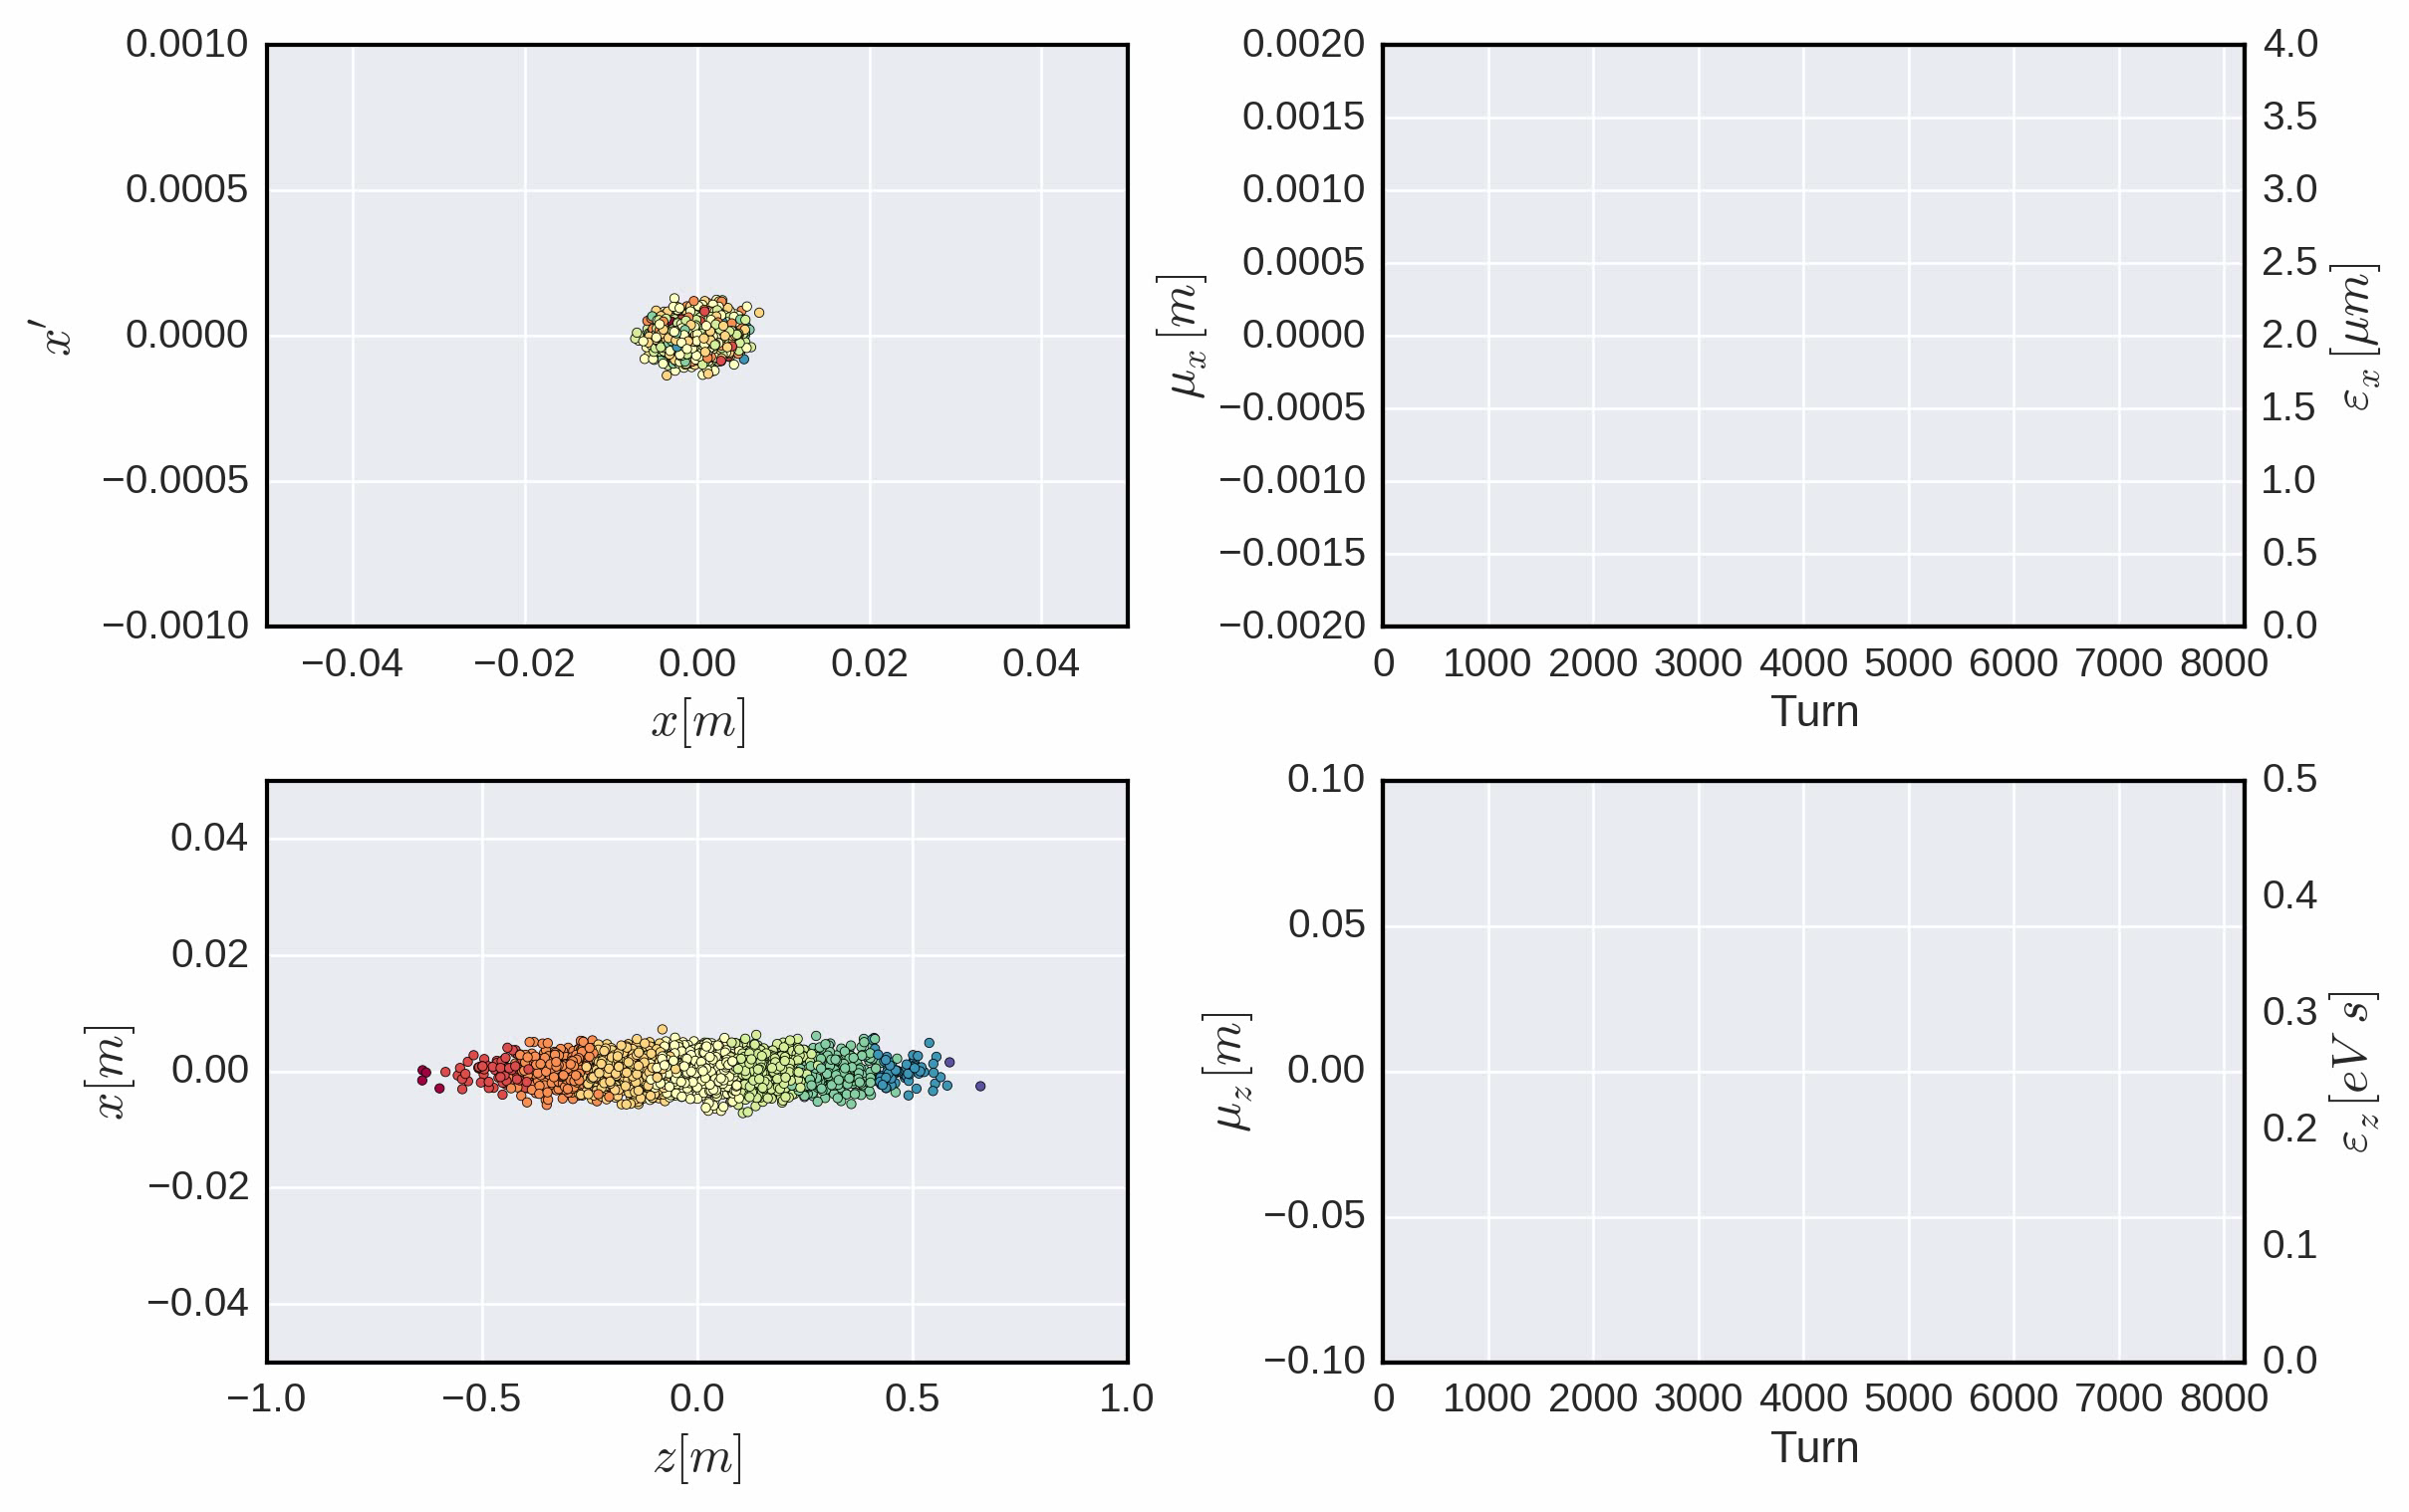 0.0010
0.0005
0.0000
−0.0005
−0.0010
x′
−0.04 −0.02 0.00 0.02 0.04
x[m]
0.0020
0.0015
0.0010
0.0005
0.0000
−0.0005
−0.0010
−0.0015
−0.0020
μx [m]
4.0
3.5
3.0
2.5
2.0
1.5
1.0
0.5
0.0
εx [μm]
0 1000 2000 3000 4000 5000 6000 7000 8000
Turn
0.04
0.02
0.00
−0.02
−0.04
x[m]
−1.0 −0.5 0.0 0.5 1.0
z[m]
0.10
0.05
0.00
−0.05
−0.10
μz [m]
0.5
0.4
0.3
0.2
0.1
0.0
εz [eV s]
0 1000 2000 3000 4000 5000 6000 7000 8000
Turn